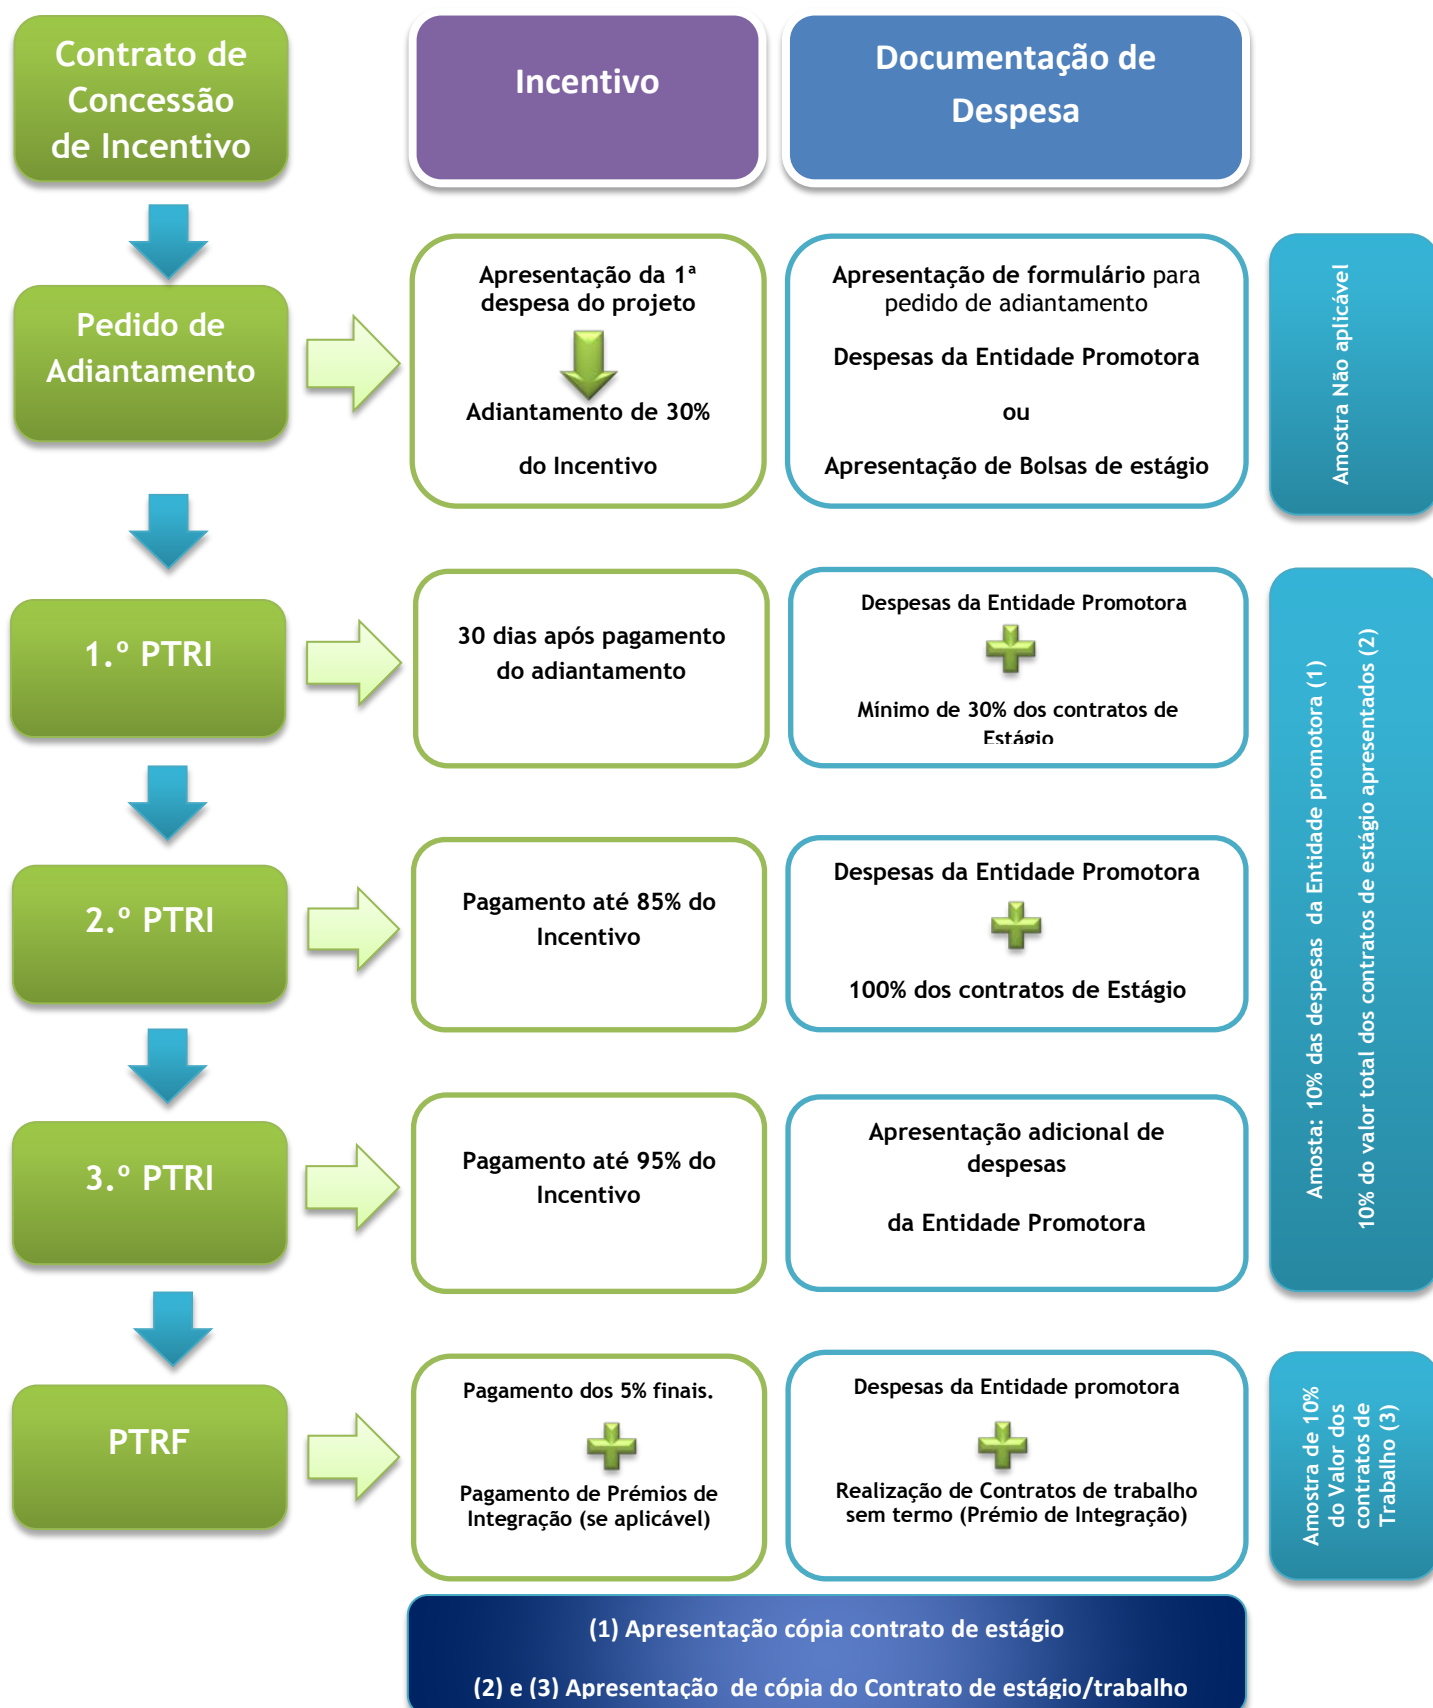 Contrato de
Concessão
de Incentivo
Incentivo
Documentação de
Despesa
Pedido de
Adiantamento
Apresentação da 1ª
despesa do projeto
Adiantamento de 30%
do Incentivo
Apresentação de formulário para
pedido de adiantamento
Despesas da Entidade Promotora
ou
Apresentação de Bolsas de estágio
Amostra Não aplicável
1.º PTRI
30 dias após pagamento
do adiantamento
Despesas da Entidade Promotora
Mínimo de 30% dos contratos de
Estágio
Amosta: 10% das despesas da Entidade promotora (1)
10% do valor total dos contratos de estágio apresentados (2)
2.º PTRI
Pagamento até 85% do
Incentivo
Despesas da Entidade Promotora
100% dos contratos de Estágio
3.º PTRI
Pagamento até 95% do
Incentivo
Apresentação adicional de
despesas
da Entidade Promotora
PTRF
Pagamento dos 5% finais.
Pagamento de Prémios de
Integração (se aplicável)
Despesas da Entidade promotora
Realização de Contratos de trabalho
sem termo (Prémio de Integração)
Amostra de 10%
do Valor dos
contratos de
Trabalho (3)
(1) Apresentação cópia contrato de estágio
(2) e (3) Apresentação de cópia do Contrato de estágio/trabalho